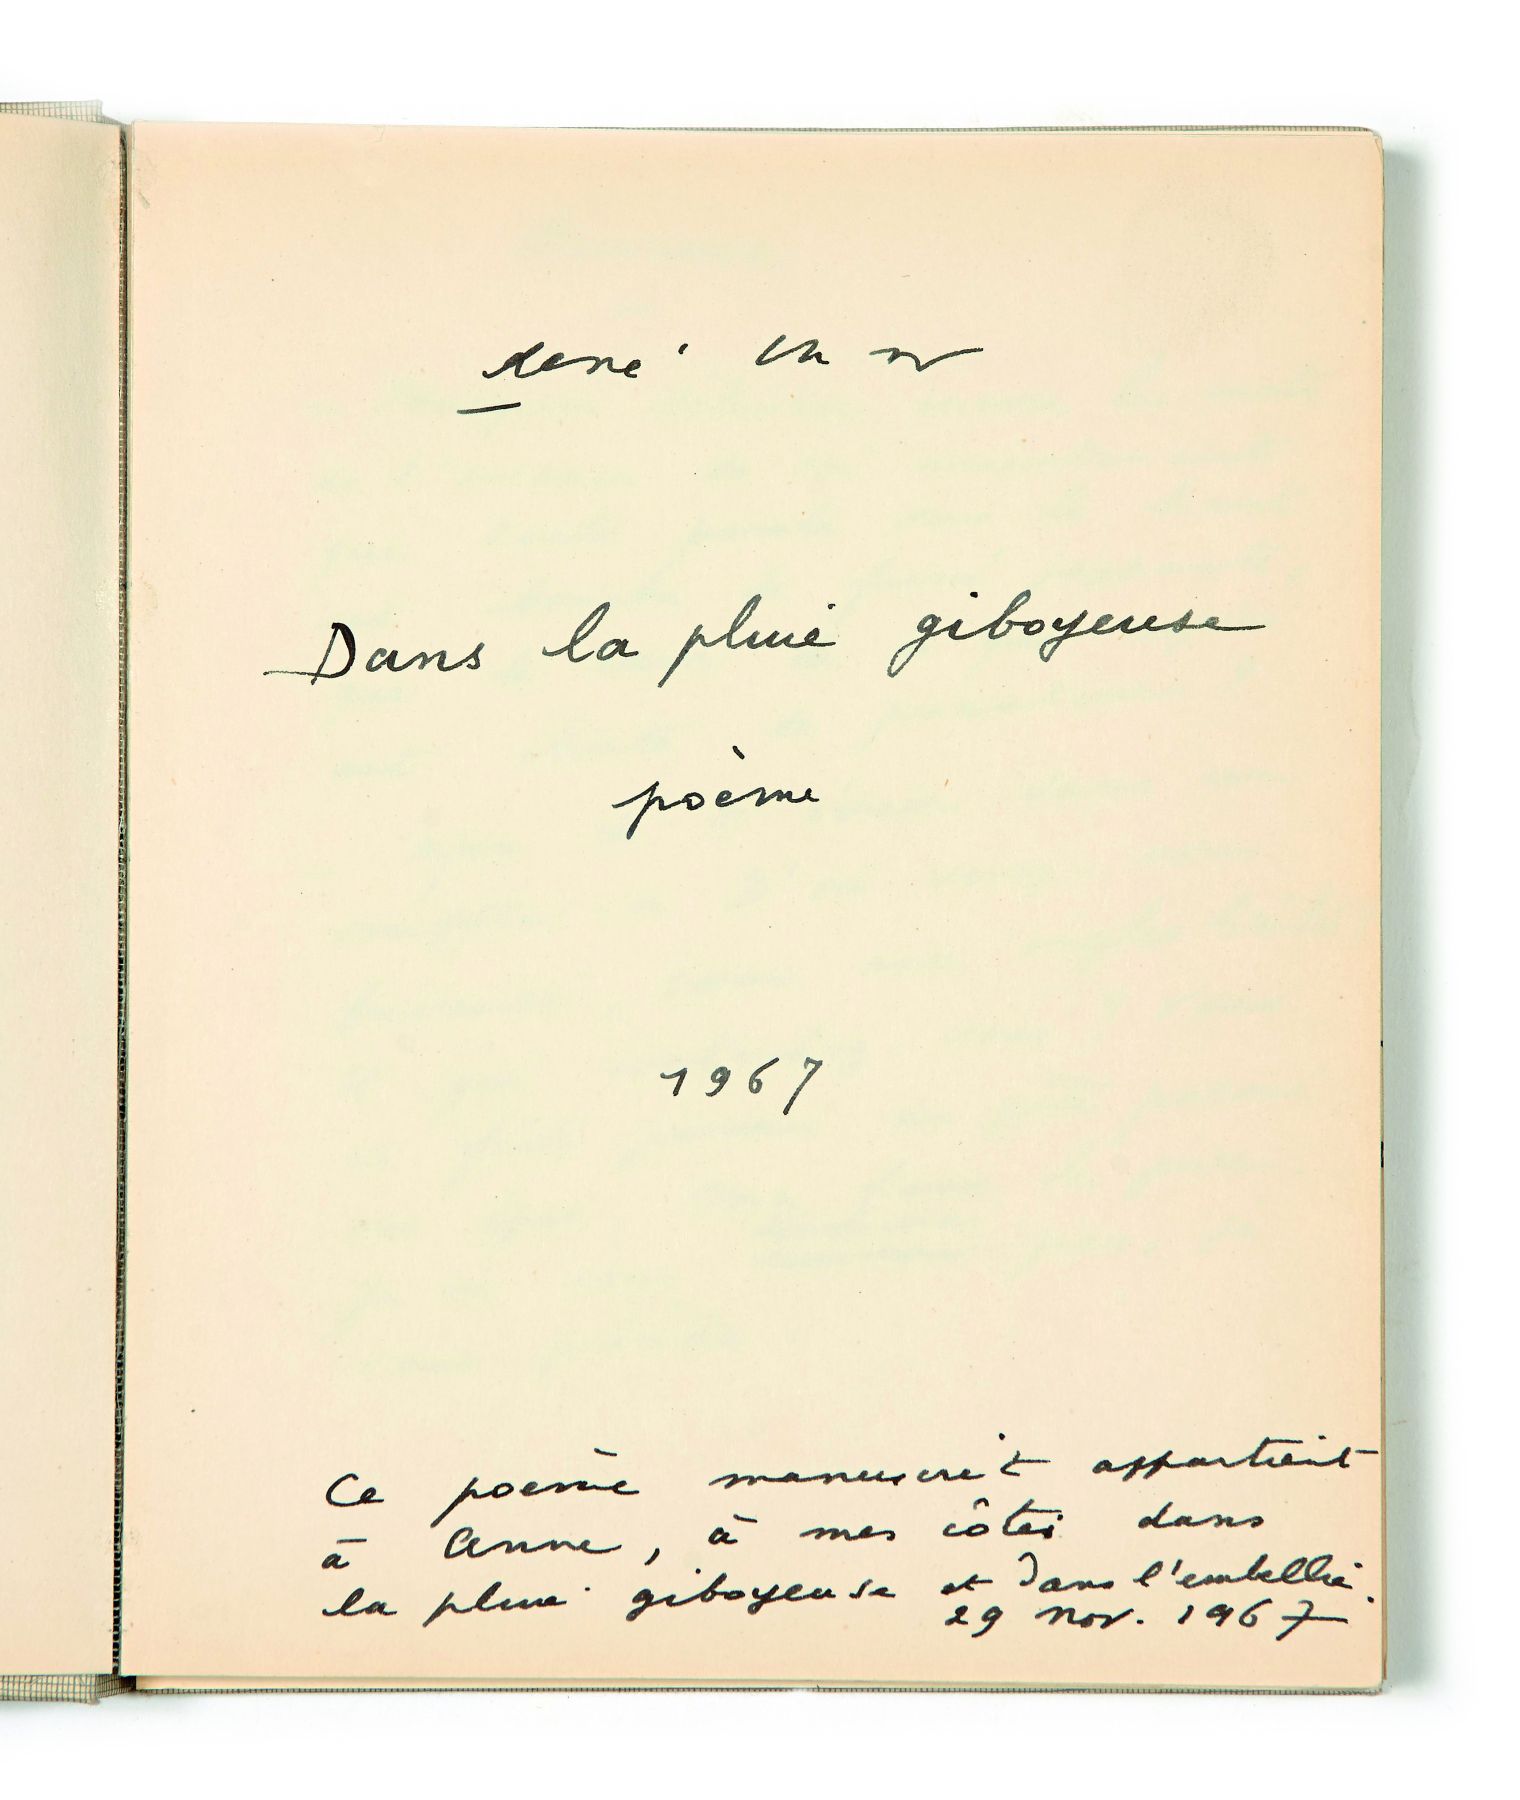 René Char
Dans la pluie giboyeuse
poème
1967
Ce poème manuscrit appartient
à Anne, à mes côtés dans
la pluie giboyeuse et dans l'embellie.
29 nov. 1967